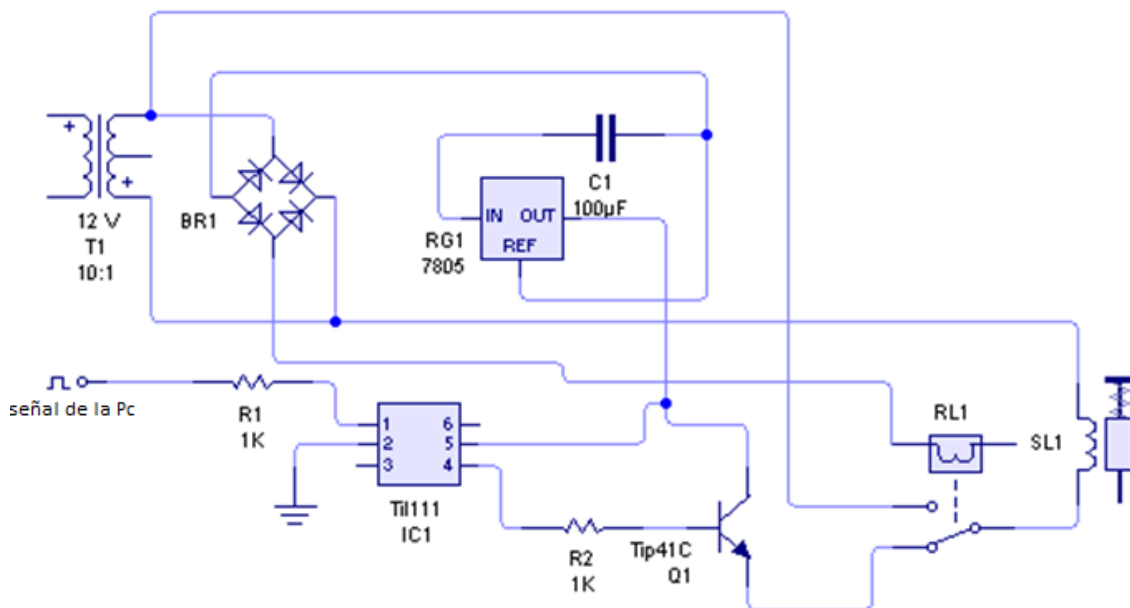 +
+
12 V
T1
10:1
BR1
C1
100µF
IN OUT
REF
RG1
7805
señal de la Pc
R1
1K
1 6
2 5
3 4
Til111
IC1
R2
1K
Tip41C
Q1
RL1
SL1